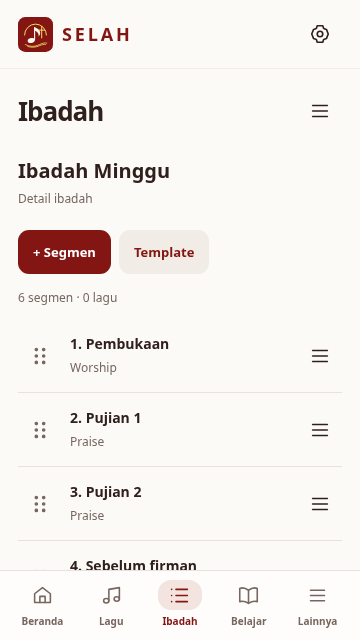 SELAH
Ibadah
Ibadah Minggu
Detail ibadah
+ Segmen
Template
6 segmen · 0 lagu
1. Pembukaan
Worship
2. Pujian 1
Praise
3. Pujian 2
Praise
4. Sebelum firman
Beranda
Lagu
Ibadah
Belajar
Lainnya